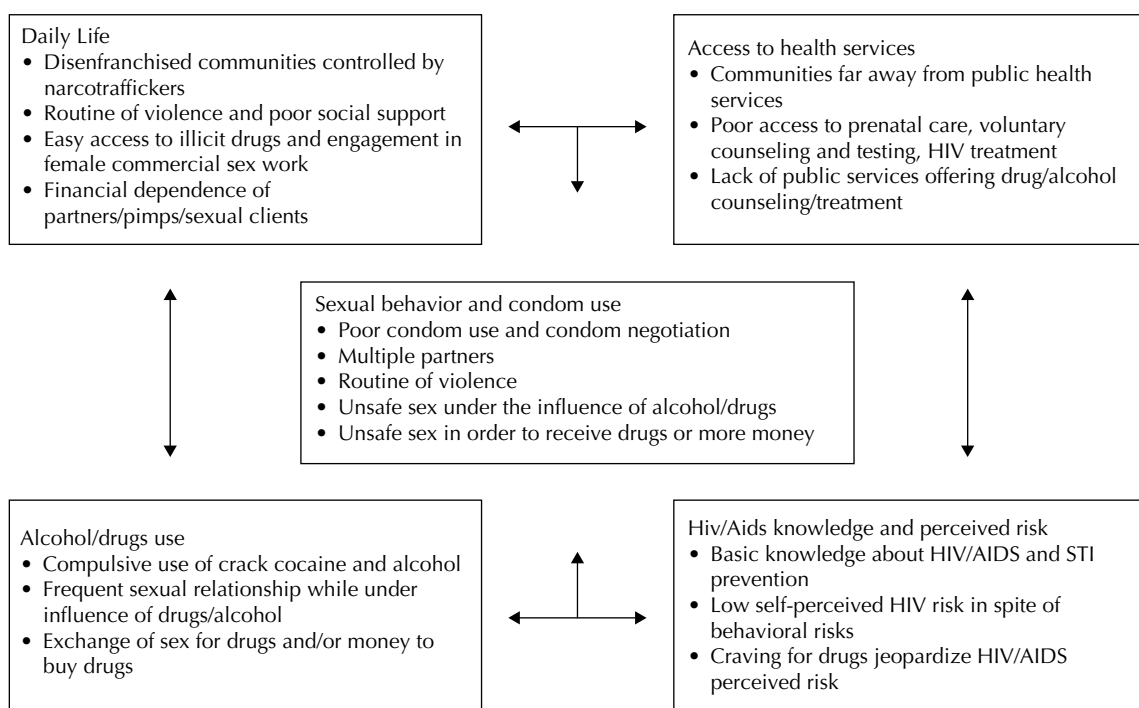 Daily Life
• Disenfranchised communities controlled by
narcotraffickers
• Routine of violence and poor social support
• Easy access to illicit drugs and engagement in
female commercial sex work
• Financial dependence of
partners/pimps/sexual clients
Access to health services
• Communities far away from public health
services
• Poor access to prenatal care, voluntary
counseling and testing, HIV treatment
• Lack of public services offering drug/alcohol
counseling/treatment
Sexual behavior and condom use
• Poor condom use and condom negotiation
• Multiple partners
• Routine of violence
• Unsafe sex under the influence of alcohol/drugs
• Unsafe sex in order to receive drugs or more money
Alcohol/drugs use
• Compulsive use of crack cocaine and alcohol
• Frequent sexual relationship while under
influence of drugs/alcohol
• Exchange of sex for drugs and/or money to
buy drugs
Hiv/Aids knowledge and perceived risk
• Basic knowledge about HIV/AIDS and STI
prevention
• Low self-perceived HIV risk in spite of
behavioral risks
• Craving for drugs jeopardize HIV/AIDS
perceived risk